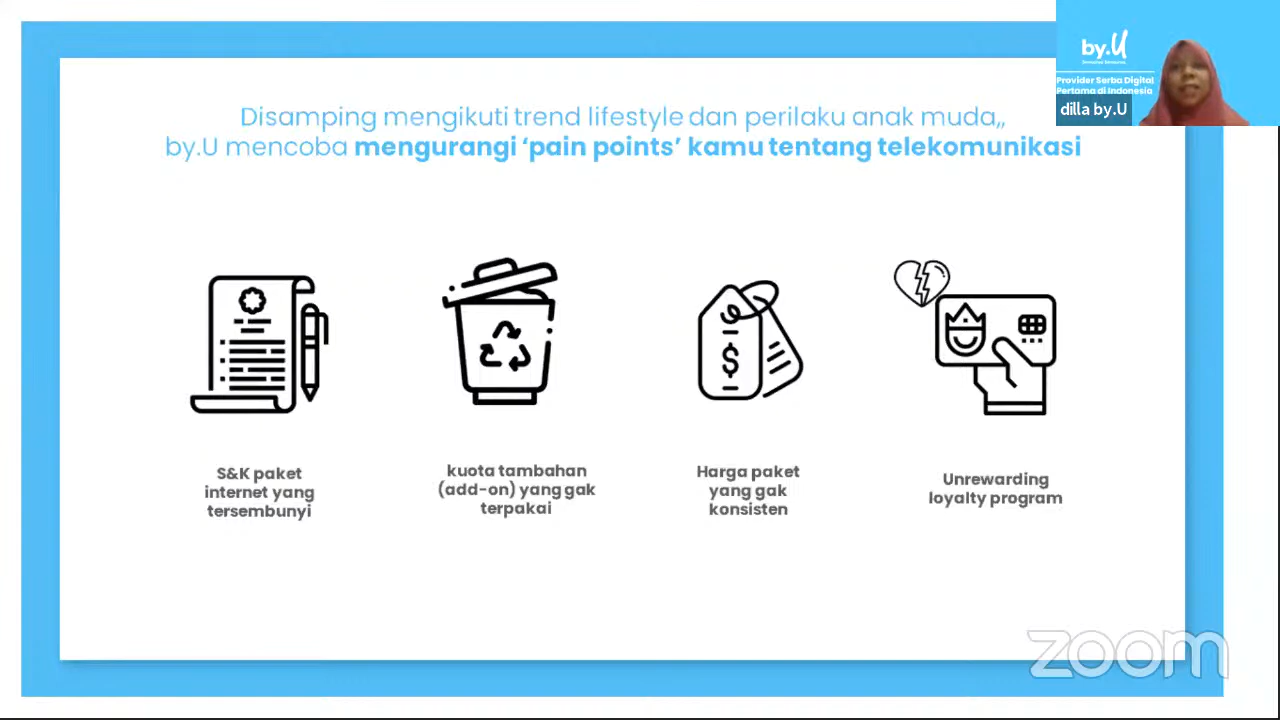 Disamping mengikuti trend lifestyle dan perilaku anak muda,,
by.U mencoba mengurangi ‘pain points’ kamu tentang telekomunikasi
S&K paket
internet yang
tersembunyi
kuota tambahan
(add-on) yang gak
terpakai
Harga paket
yang gak
konsisten
Unrewarding
loyalty program
by.U
Provider Serba Digital
Pertama di Indonesia
dilla by.U
zoom